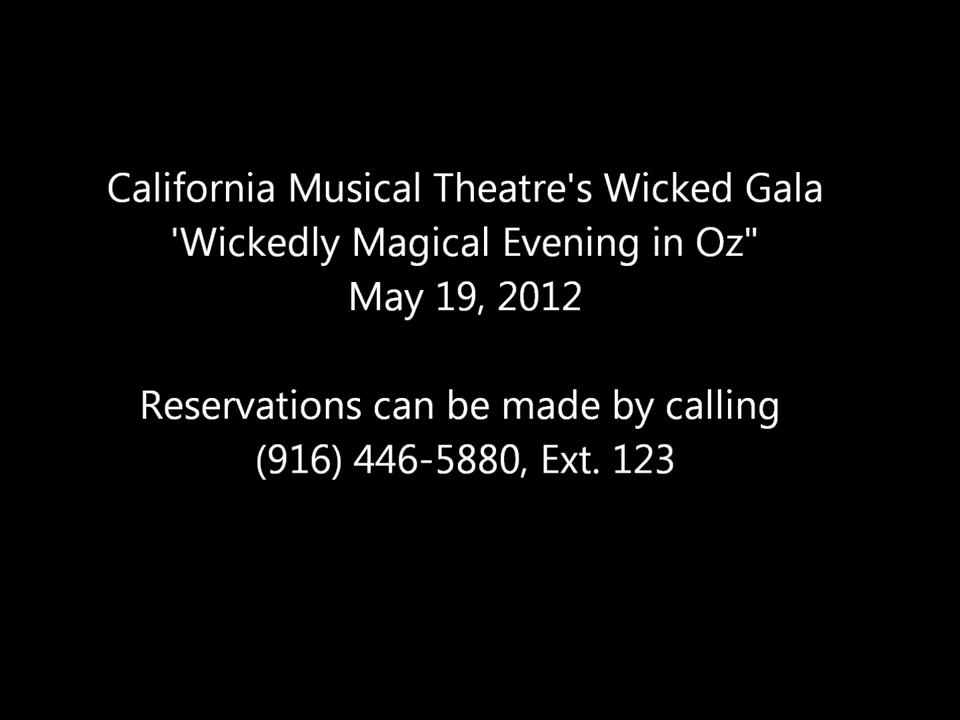 California Musical Theatre's Wicked Gala
'Wickedly Magical Evening in Oz"
May 19, 2012
Reservations can be made by calling
(916) 446-5880, Ext. 123